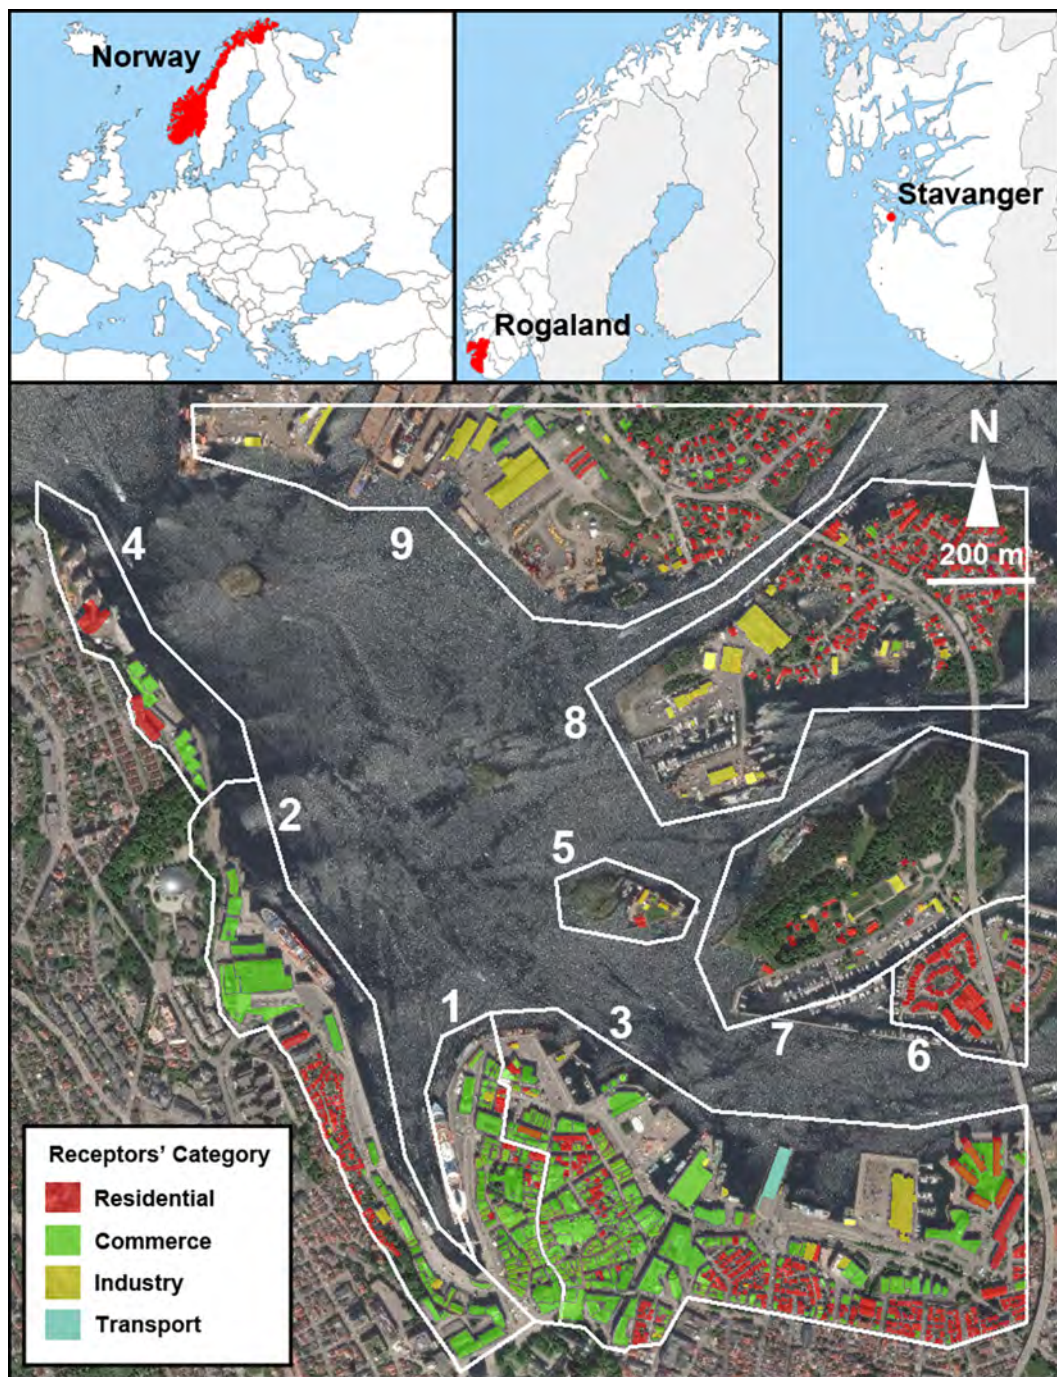 Norway
Rogaland
Stavanger
N
200 m
4
9
8
2
5
1
3
7
6
Receptors' Category
Residential
Commerce
Industry
Transport